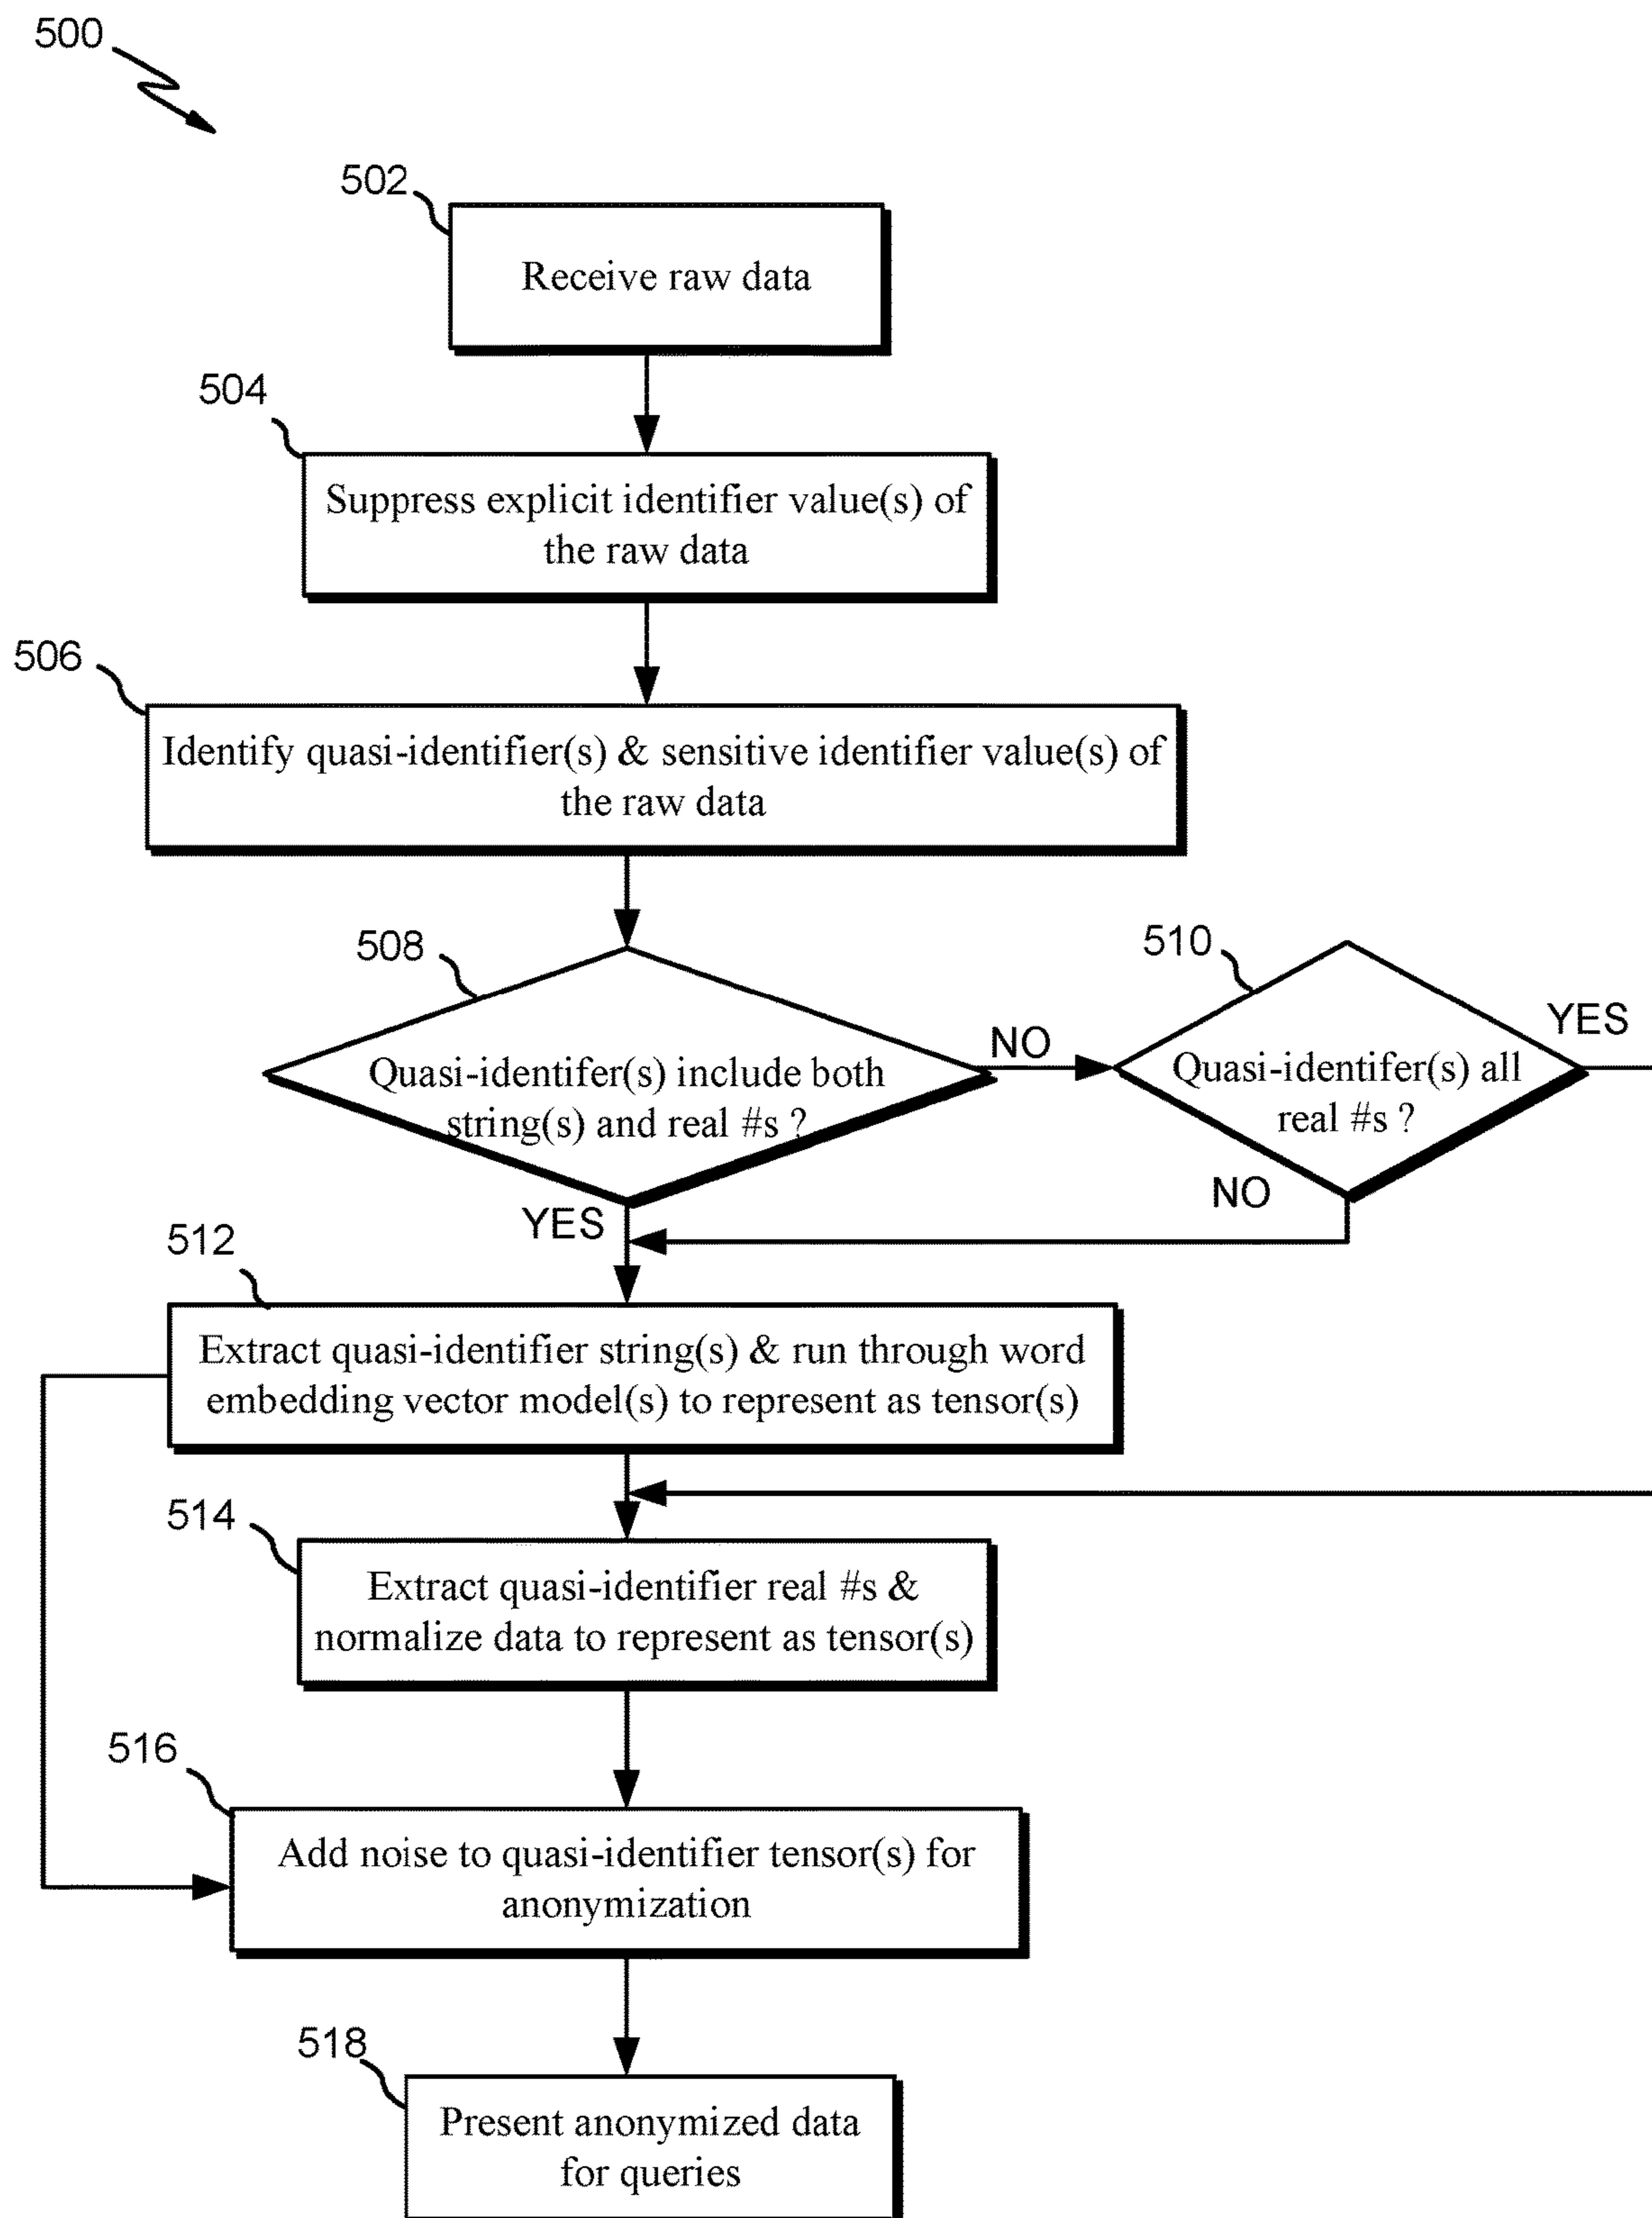 500
502
Receive raw data
504
Suppress explicit identifier value(s) of
the raw data
506
Identify quasi-identifier(s) & sensitive identifier value(s) of
the raw data
508
510
YES
NO
Quasi-identifer(s) include both
string(s) and real #s ?
Quasi-identifer(s) all
real #s ?
NO
YES
512
Extract quasi-identifier string(s) & run through word
embedding vector model(s) to represent as tensor(s)
514
Extract quasi-identifier real #s &
normalize data to represent as tensor(s)
516
Add noise to quasi-identifier tensor(s) for
anonymization
518
Present anonymized data
for queries